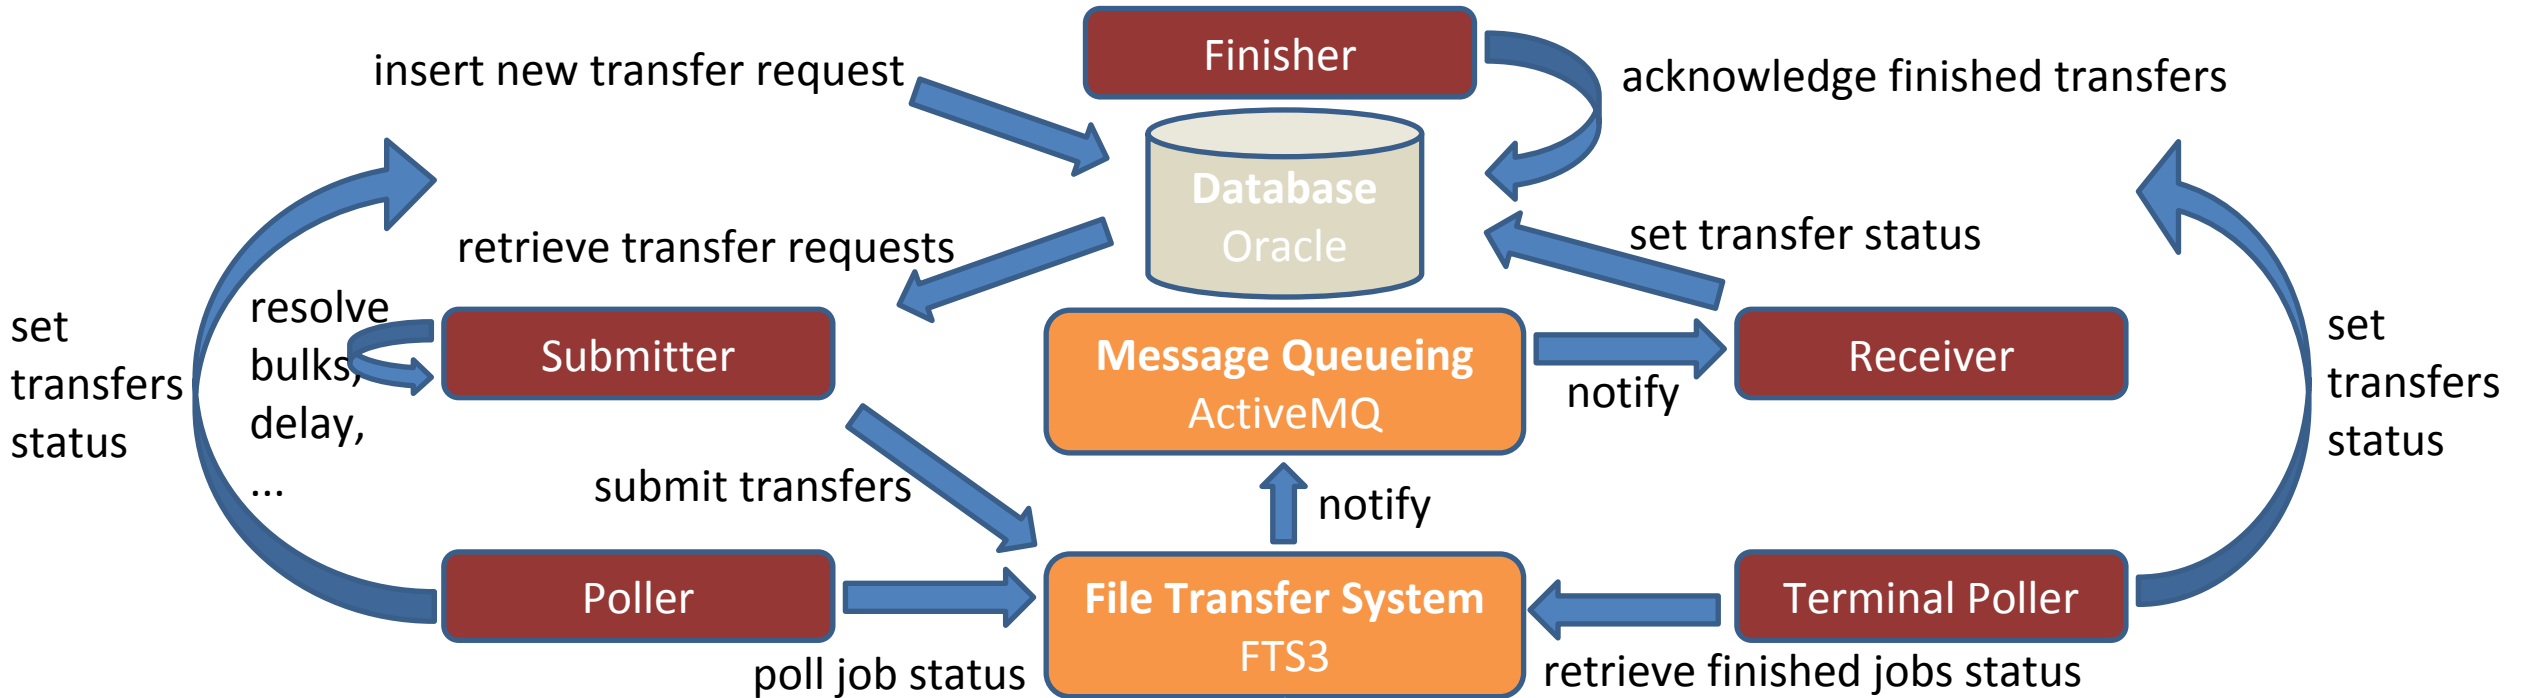 Finisher
insert new transfer request
acknowledge finished transfers
Database
Oracle
retrieve transfer requests
set transfer status
set
transfers
status
resolve
bulks,
delay,
...
Submitter
Message Queueing
ActiveMQ
notify
Receiver
set
transfers
status
submit transfers
notify
Poller
File Transfer System
FTS3
Terminal Poller
poll job status
retrieve finished jobs status